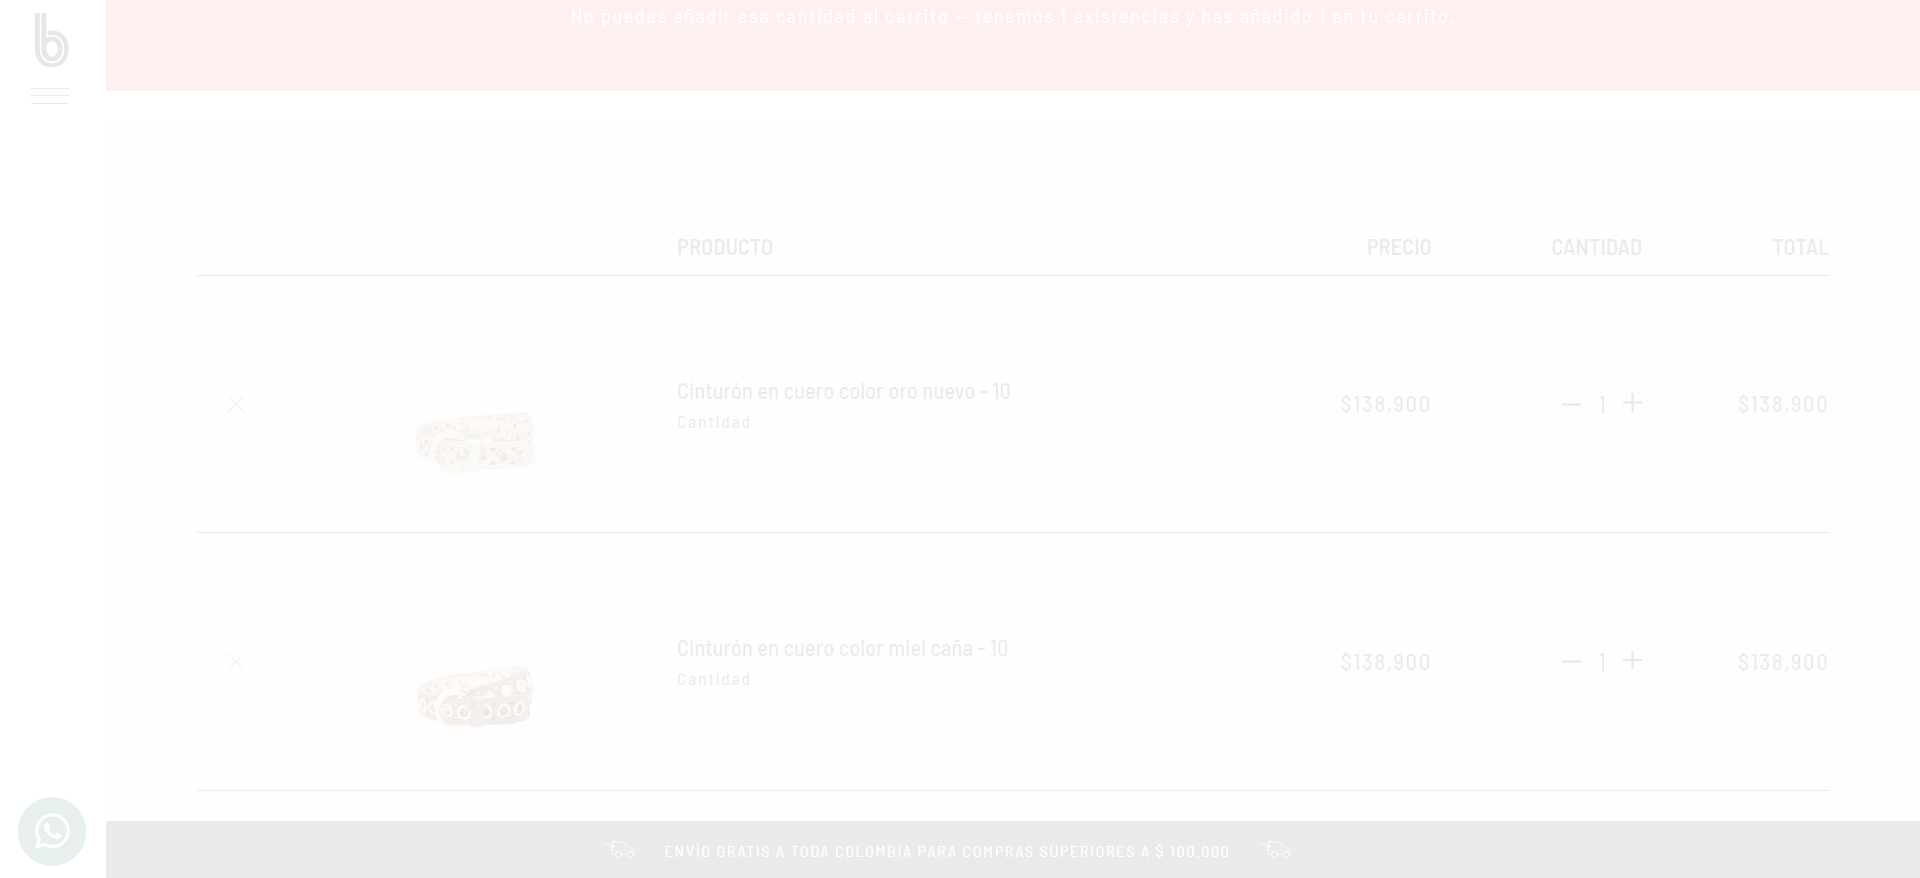 No puedes añadir esa cantidad al carrito — tenemos 1 existencias y has añadido 1 en tu carrito.
b
PRODUCTO PRECIO CANTIDAD TOTAL
Cinturón en cuero color oro nuevo - 10
Cantidad
$138,900 — 1 + $138,900
Cinturón en cuero color miel caña - 10
Cantidad
$138,900 — 1 + $138,900
ENVÍO GRATIS A TODA COLOMBIA PARA COMPRAS SUPERIORES A $ 100.000